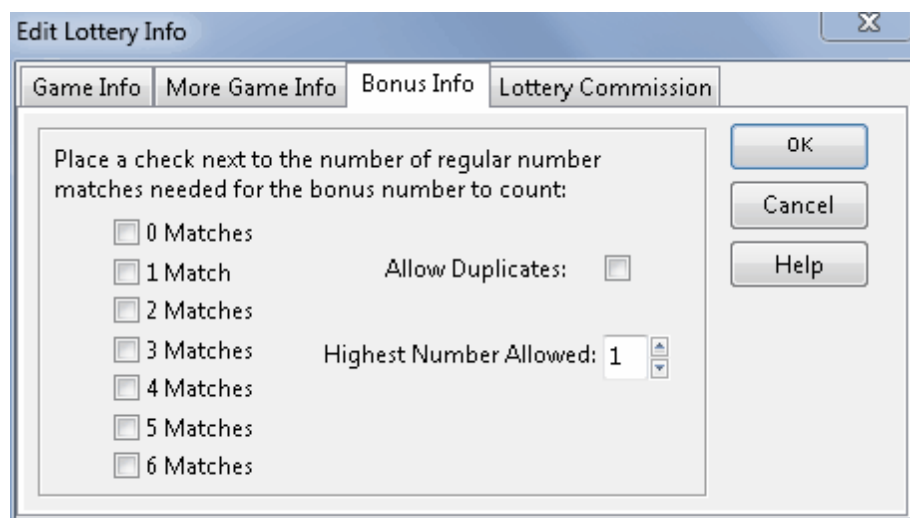 Edit Lottery Info
X
Game Info More Game Info Bonus Info Lottery Commission
Place a check next to the number of regular number
matches needed for the bonus number to count:
OK
Cancel
Help
0 Matches
1 Match
Allow Duplicates:
2 Matches
3 Matches
Highest Number Allowed: 1
4 Matches
5 Matches
6 Matches